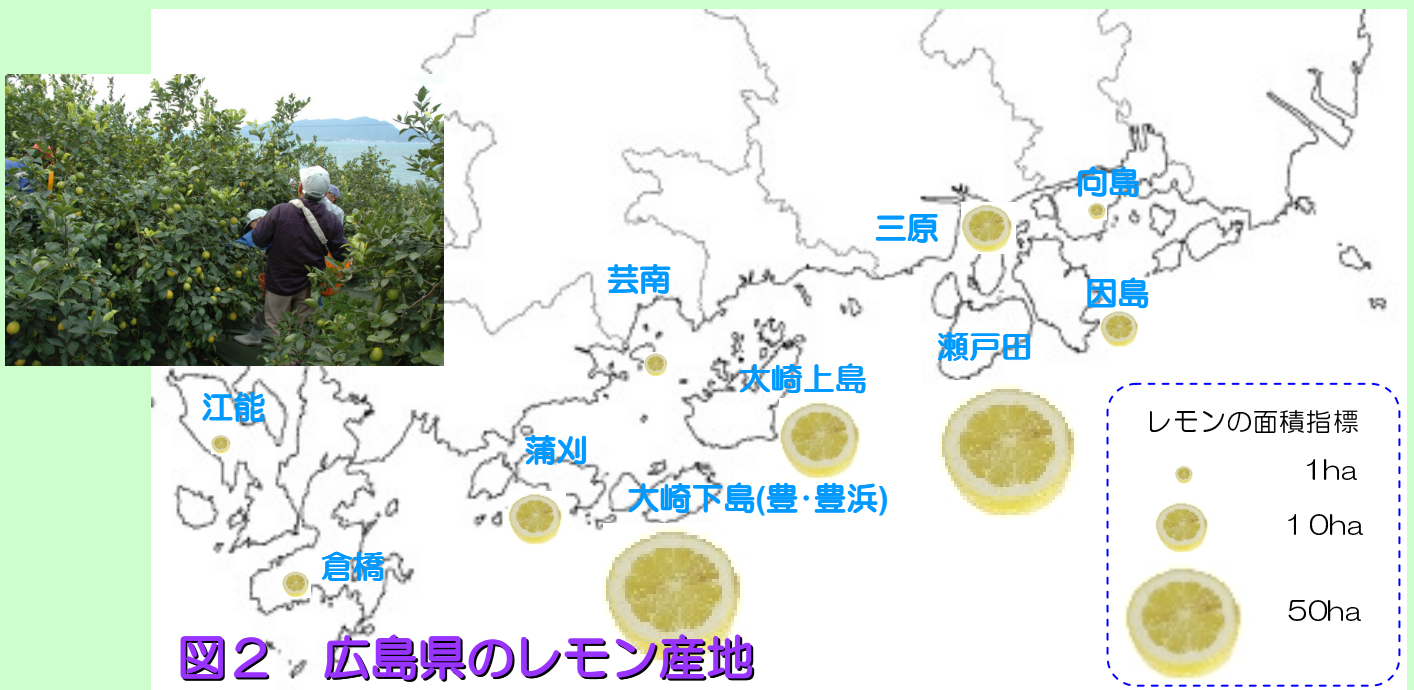 向島
三原
芸南
因島
瀬戸田
大崎上島
江能
蒲刈
大崎下島(豊・豊浜)
倉橋
レモンの面積指標
1ha
10ha
50ha
図2　広島県のレモン産地